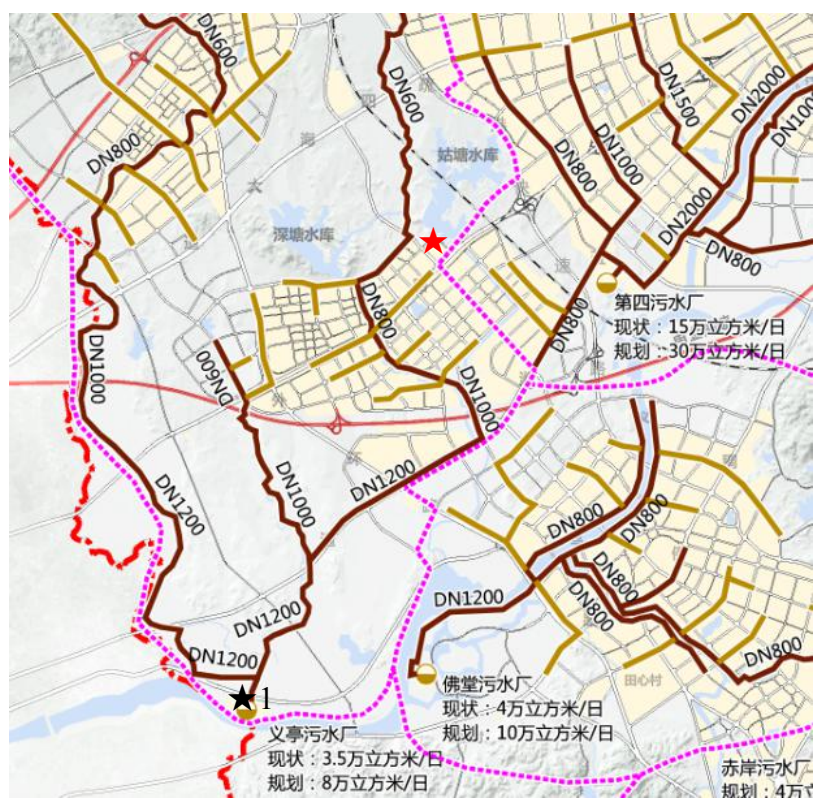 DN600
DN800
DN600
姑塘水库
深塘水库
DN800
DN1000
DN1500
DN2000
DN2000
DN800
DN800
第四污水厂
现状：15万立方米/日
规划：30万立方米/日
DN800
DN1000
DN600
DN1000
DN1200
DN1000
DN1200
DN1200
DN1200
1
义亭污水厂
现状：3.5万立方米/日
规划：8万立方米/日
DN1200
DN800
DN800
DN800
DN800
DN800
佛堂污水厂
现状：4万立方米/日
规划：10万立方米/日
田心村
赤岸污水厂